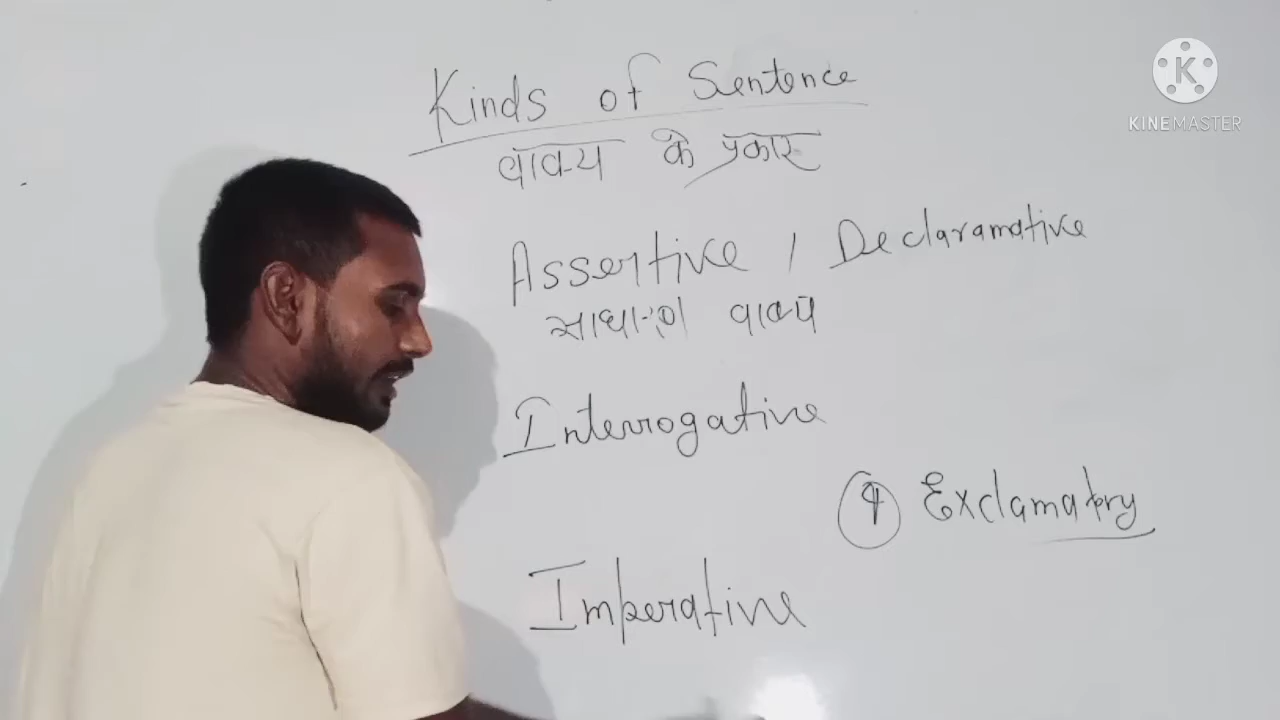 Kinds of Sentence
वाक्य के प्रकार
Assertive / Declaramative
साधारण वाक्य
Interrogative
④ Exclamatory
Imperative
K
KINEMASTER